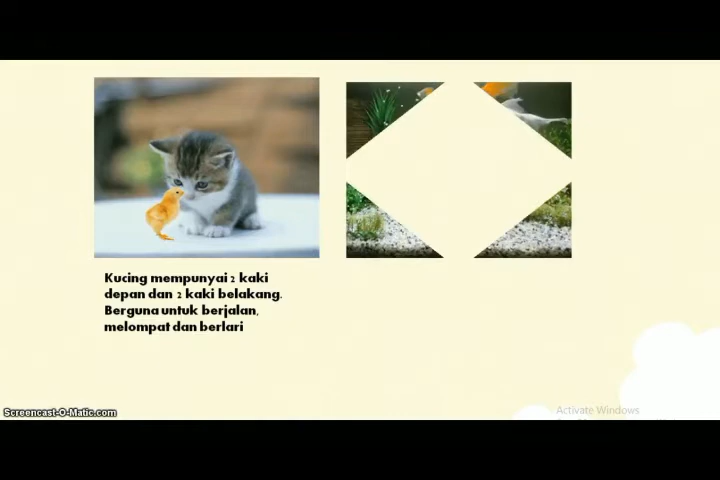 Kucing mempunyai 2 kaki
depan dan 2 kaki belakang.
Berguna untuk berjalan,
melompat dan berlari
Screencast-O-Matic.com
Activate Windows